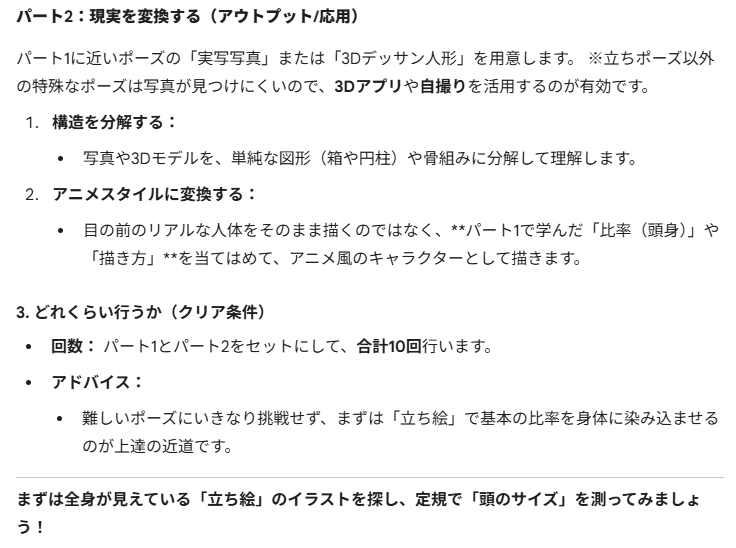 パート2：現実を変換する（アウトプット/応用）
パート1に近いポーズの「実写写真」または「3Dデッサン人形」を用意します。 ※立ちポーズ以外
の特殊なポーズは写真が見つけにくいので、3Dアプリや自撮りを活用するのが有効です。
1. 構造を分解する：
• 写真や3Dモデルを、単純な図形（箱や円柱）や骨組みに分解して理解します。
2. アニメスタイルに変換する：
• 目の前のリアルな人体をそのまま描くのではなく、**パート1で学んだ「比率（頭身）」や
「描き方」**を当てはめて、アニメ風のキャラクターとして描きます。
3. どれくらい行うか（クリア条件）
• 回数： パート1とパート2をセットにして、合計10回行います。
• アドバイス：
• 難しいポーズにいきなり挑戦せず、まずは「立ち絵」で基本の比率を身体に染み込ませる
のが上達の近道です。
まずは全身が見えている「立ち絵」のイラストを探し、定規で「頭のサイズ」を測ってみましょ
う！